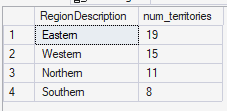 RegionDescription num_territories
1 Eastern 19
2 Western 15
3 Northern 11
4 Southern 8